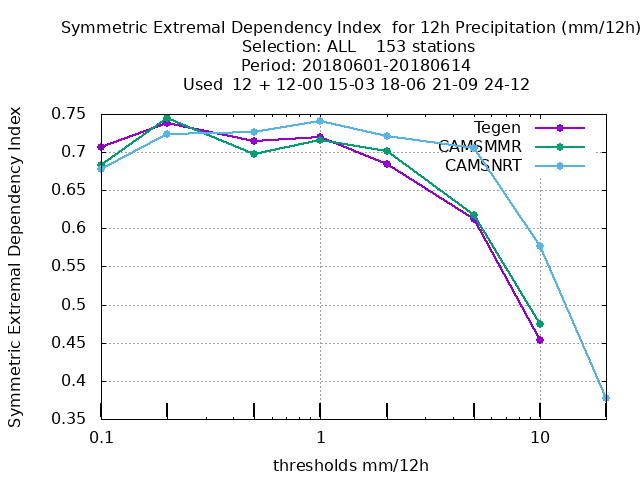 Symmetric Extremal Dependency Index  for 12h Precipitation (mm/12h)
Selection: ALL    153 stations
Period: 20180601-20180614
Used  12 + 12-00 15-03 18-06 21-09 24-12
Symmetric Extremal Dependency Index
0.75
0.7
0.65
0.6
0.55
0.5
0.45
0.4
0.35
Tegen
CAMSMMR
CAMSNRT
0.1
1
10
thresholds mm/12h